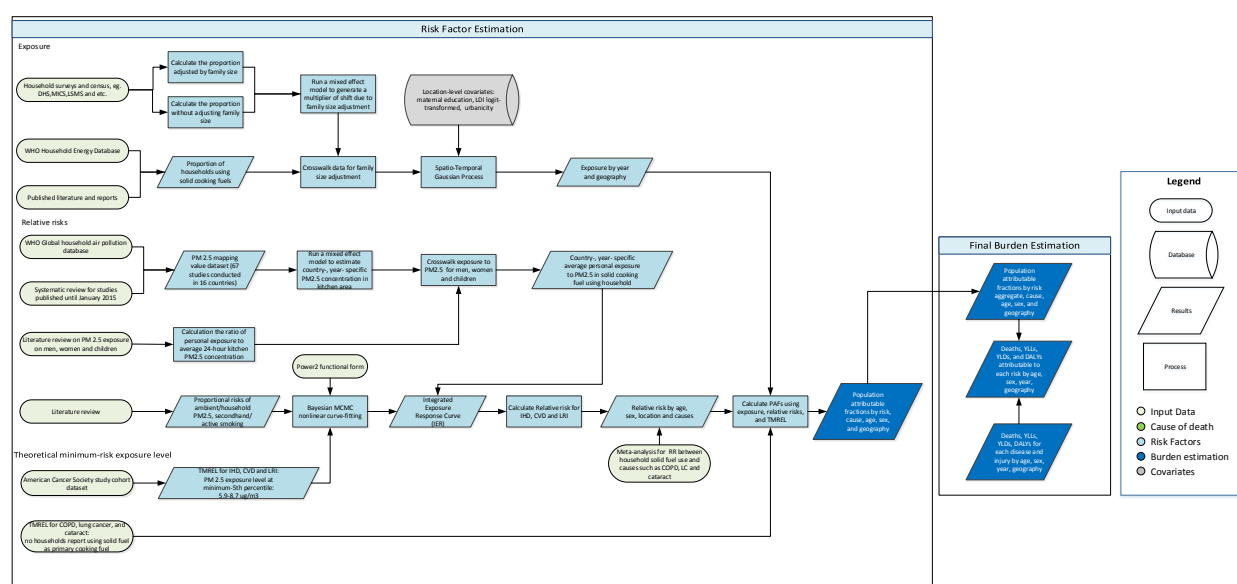 Risk Factor Estimation
Exposure
Household surveys and census, eg.
DHS,MICS,LSMS and etc.
Calculate the proportion
adjusted by family size
Calculate the proportion
without adjusting family
size
Run a mixed effect
model to generate a
multiplier of shift due to
family size adjustment
Location-level covariates:
maternal education, LDI logit-
transformed, urbanicity
WHO Household Energy Database
Published literature and reports
Proportion of
households using
solid cooking fuels
Crosswalk data for family
size adjustment
Spatio-Temporal
Gaussian Process
Exposure by year
and geography
Relative risks
WHO Global household air pollution
database
Systematic review for studies
published until January 2015
PM 2.5 mapping
value dataset (67
studies conducted
in 16 countries)
Run a mixed effect
model to estimate
country-, year- specific
PM2.5 concentration in
kitchen area
Crosswalk exposure to
PM2.5 for men, women
and children
Country-, year- specific
average personal exposure
to PM2.5 in solid cooking
fuel using household
Literature review on PM 2.5 exposure
on men, women and children
Calculation the ratio of
personal exposure to
average 24-hour kitchen
PM2.5 concentration
Power2 functional form
Literature review
Proportional risks of
ambient/household
PM2.5, secondhand/
active smoking
Bayesian MCMC
nonlinear curve-fitting
Integrated
Exposure
Response Curve
(IER)
Calculate Relative risk for
IHD, CVD and LRI
Relative risk by age,
sex, location and causes
Calculate PAFs using
exposure, relative risks,
and TMREL
Population
attributable
fractions by risk,
cause, age, sex,
and geography
Meta-analysis for RR between
household solid fuel use and
causes such as COPD, LC and
cataract
Theoretical minimum-risk exposure level
American Cancer Society study cohort
dataset
TMREL for IHD, CVD and LRI:
PM 2.5 exposure level at
minimum-5th percentile:
5.9-8.7 ug/m3
TMREL for COPD, lung cancer, and
cataract:
no households report using solid fuel
as primary cooking fuel
Final Burden Estimation
Population
attributable
fractions by risk
aggregate, cause,
age, sex, and
geography
Deaths, YLLs,
YLDs, and DALYs
attributable to
each risk by age,
sex, year,
geography
Deaths, YLLs,
YLDs, DALYs for
each disease and
injury by age, sex,
year, geography
Legend
Input data
Database
Results
Process
Input Data
Cause of death
Risk Factors
Burden estimation
Covariates